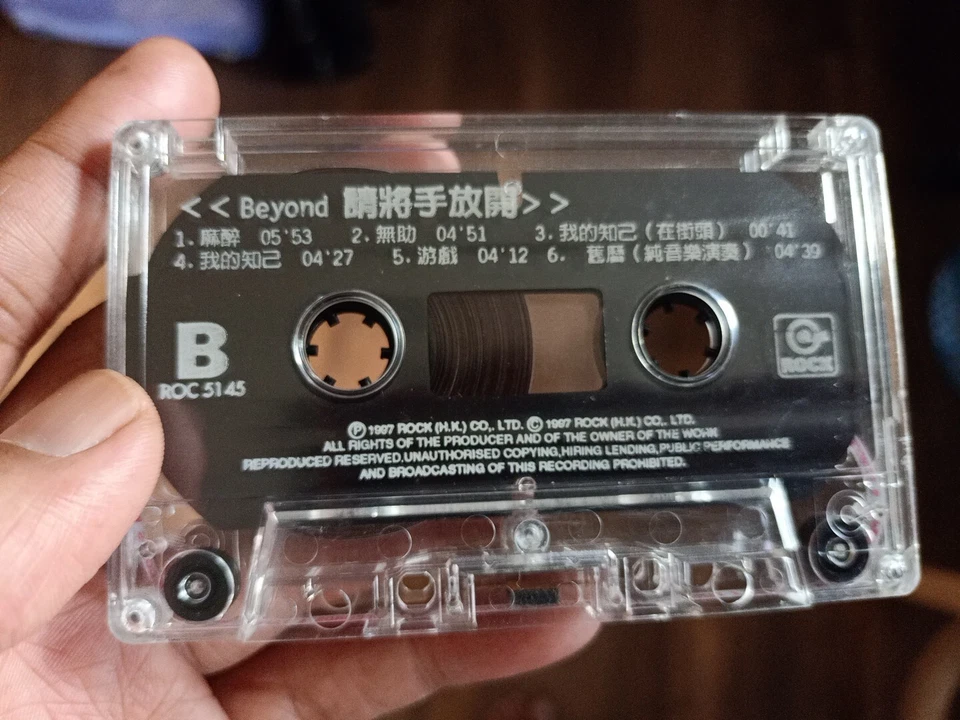 << Beyond 請將手放開>>
1.麻醉 05'53 2.無助 04'51 3.我的知己(在街頭) 00'41
4.我的知己 04'27 5.游戲 04'12 6. 舊曆(純音樂演奏) 04'39
B
ROC 5145
ROCK
Ⓟ 1997 ROCK (H.K.) CO,. LTD. © 1997 ROCK (H.K.) CO,. LTD.
ALL RIGHTS OF THE PRODUCER AND OF THE OWNER OF THE WORK
REPRODUCED RESERVED.UNAUTHORISED COPYING,HIRING LENDING,PUBLIC PERFORMANCE
AND BROADCASTING OF THIS RECORDING PROHIBITED.